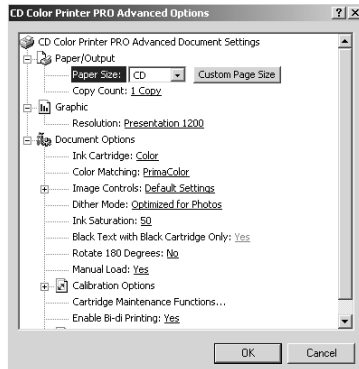 CD Color Printer PRO Advanced Options
CD Color Printer PRO Advanced Document Settings
Paper/Output
Paper Size: CD Custom Page Size
Copy Count: 1 Copy
Graphic
Resolution: Presentation 1200
Document Options
Ink Cartridge: Color
Color Matching: PrimaColor
Image Controls: Default Settings
Dither Mode: Optimized for Photos
Ink Saturation: 50
Black Text with Black Cartridge Only: Yes
Rotate 180 Degrees: No
Manual Load: Yes
Calibration Options
Cartridge Maintenance Functions...
Enable Bi-di Printing: Yes
OK Cancel